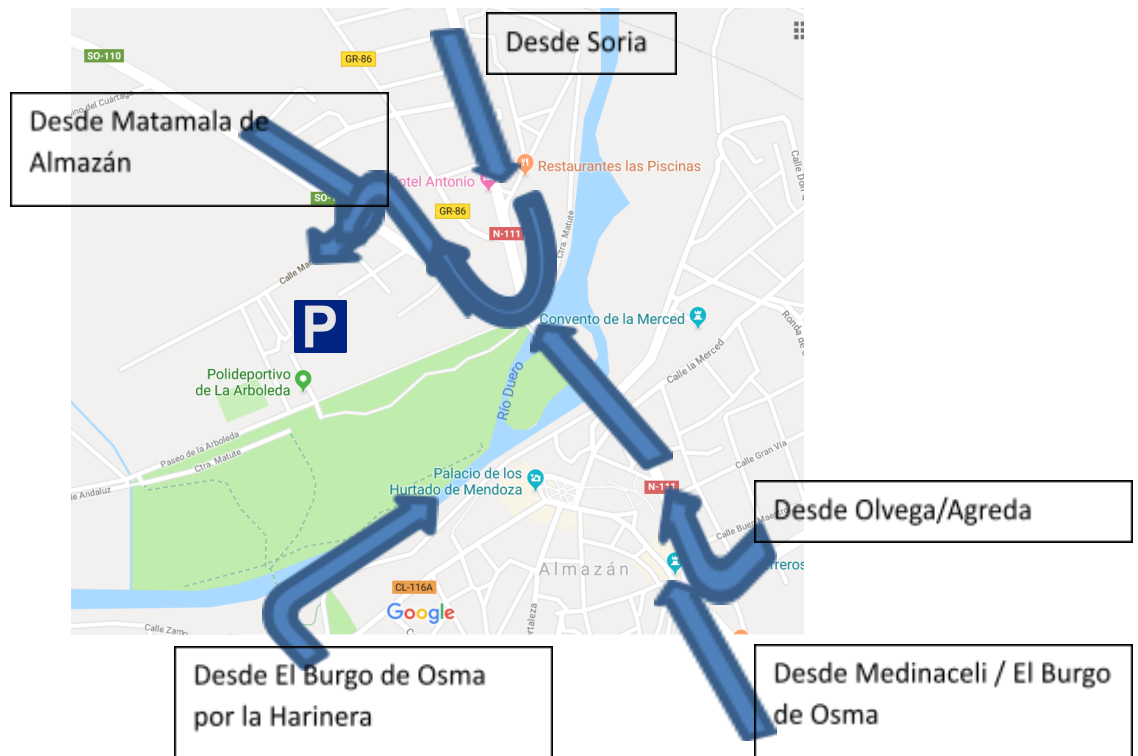 Desde Soria
SO-110
GR-86
Desde Matamala de
Almazán
Restaurantes las Piscinas
Hotel Antonio
GR-86
N-111
Ctra. Matute
P
Convento de la Merced
Polideportivo
de La Arboleda
Río Duero
Calle la Merced
Paseo de la Arboleda
Ctra. Matute
Calle Gran Vía
Palacio de los
Hurtado de Mendoza
N-111
Desde Olvega/Agreda
Almazán
CL-116A
Google
Desde El Burgo de Osma
por la Harinera
Desde Medinaceli / El Burgo
de Osma